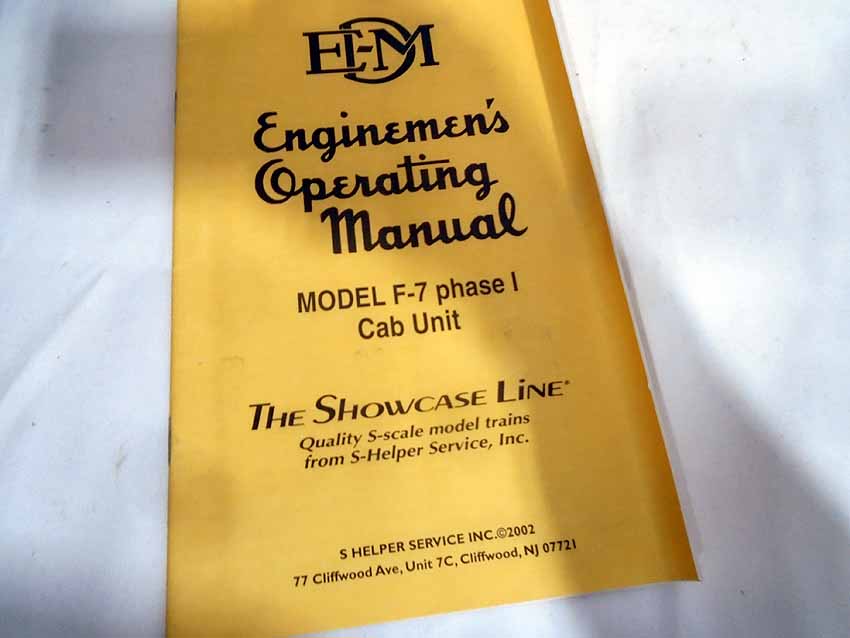 EMD
Enginemen's
Operating
Manual
MODEL F-7 phase I
Cab Unit
THE SHOWCASE LINE®
Quality S-scale model trains
from S-Helper Service, Inc.
S HELPER SERVICE INC.©2002
77 Cliffwood Ave, Unit 7C, Cliffwood, NJ 07721